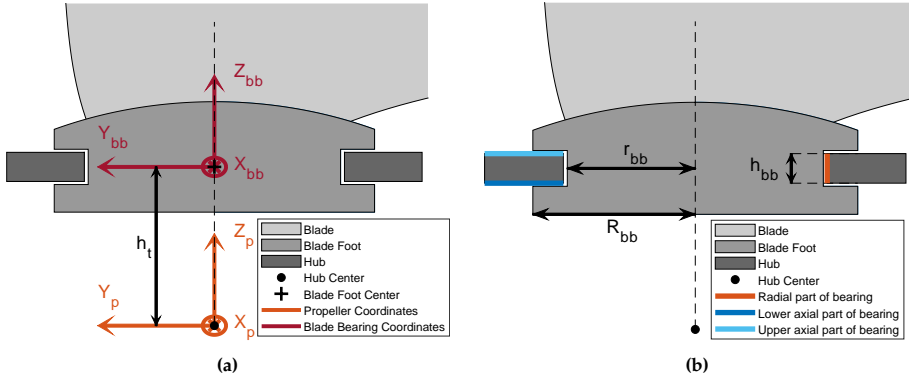 Z_bb
Y_bb
X_bb
h_t
Z_p
Y_p
X_p
Blade
Blade Foot
Hub
Hub Center
Blade Foot Center
Propeller Coordinates
Blade Bearing Coordinates
(a)
r_bb
h_bb
R_bb
Blade
Blade Foot
Hub
Hub Center
Radial part of bearing
Lower axial part of bearing
Upper axial part of bearing
(b)